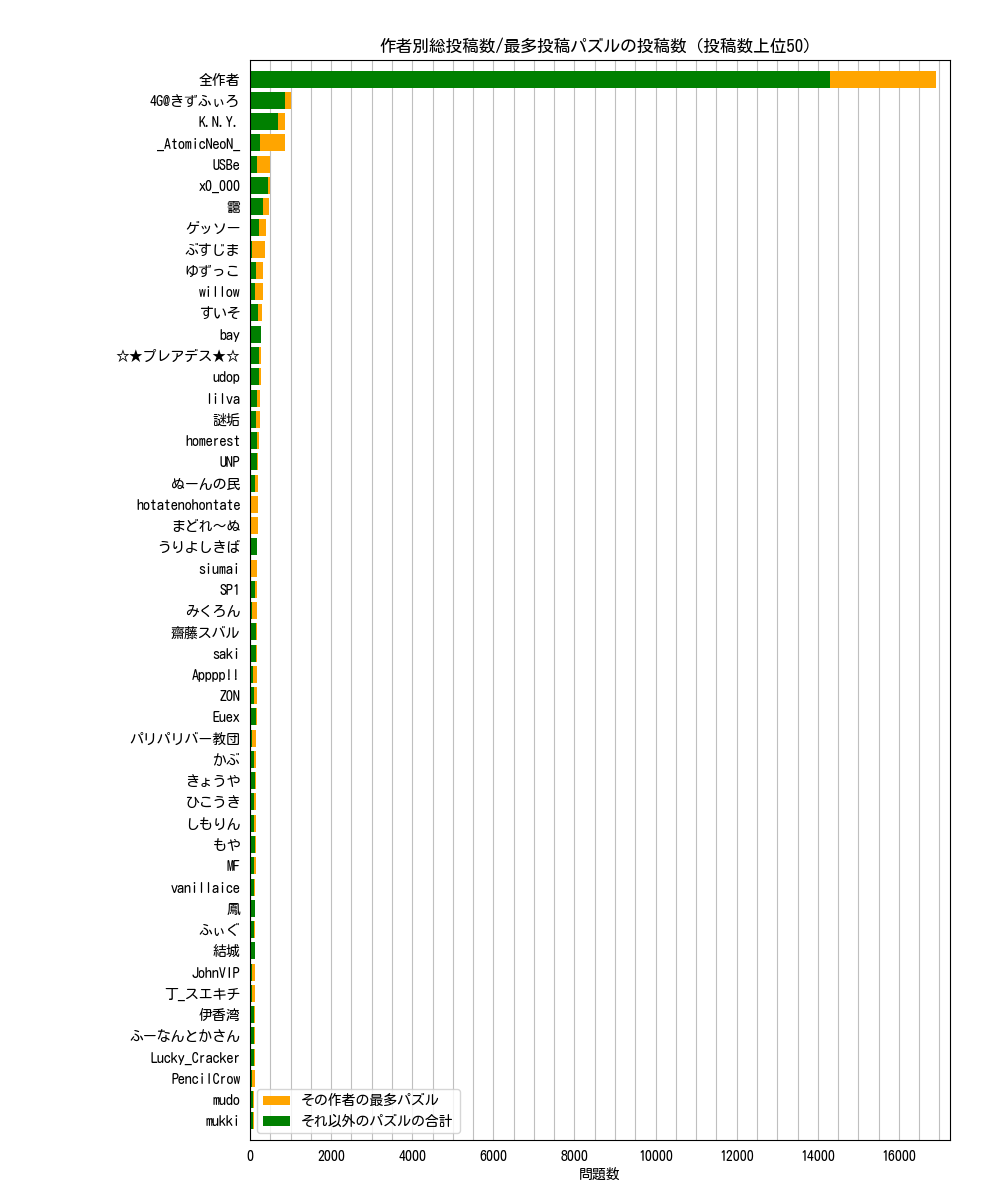 作者別総投稿数/最多投稿パズルの投稿数 (投稿数上位50)
全作者
4G@きずふぃろ
K.N.Y.
_AtomicNeoN_
USBe
x0_000
ゲッソー
ぶすじま
ゆずっこ
willow
すいそ
bay
☆★プレアデス★☆
udop
lilva
謎垢
homerest
UNP
ぬーんの民
hotatenohontate
まどれ～ぬ
うりよしきば
siumai
SP1
みくろん
齋藤スバル
saki
Apppp​ll
ZON
Euex
パリパリバー教団
かぶ
きょうや
ひこうき
しもりん
もや
MF
vanillaice
鳳
ふぃぐ
結城
JohnVIP
丁_スエキチ
伊香湾
ふーなんとかさん
Lucky_Cracker
PencilCrow
mudo
mukki
その作者の最多パズル
それ以外のパズルの合計
0 2000 4000 6000 8000 10000 12000 14000 16000
問題数